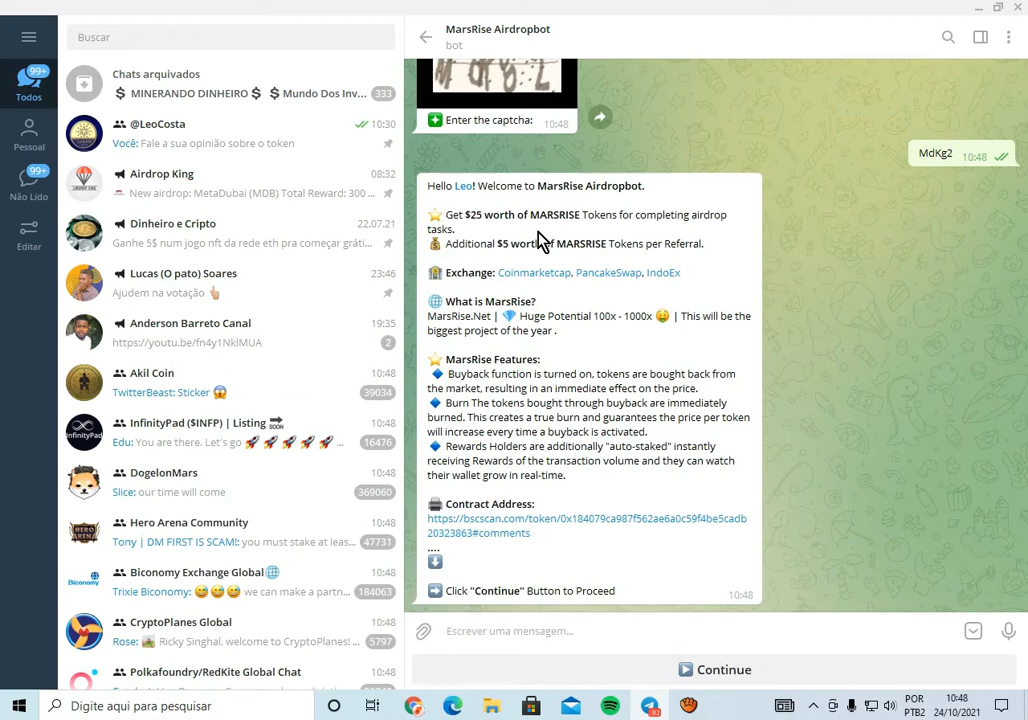 Buscar
Chats arquivados
$ MINERANDO DINHEIRO $ $ Mundo Dos Inv... 333
99+
Todos
Pessoal
99+
Não Lido
Editar
@LeoCosta 10:30
Você: Fale a sua opinião sobre o token
Airdrop King 08:32
New airdrop: MetaDubai (MDB) Total Reward: 300 ...
Dinheiro e Cripto 22.07.21
Ganhe 5$ num jogo nft da rede eth pra começar gráti...
Lucas (O pato) Soares 23:46
Ajudem na votação
Anderson Barreto Canal 19:35
https://youtu.be/fn4y1NklMUA 2
Akil Coin 10:48
TwitterBeast: Sticker 39034
InfinityPad
InfinityPad ($INFP) | Listing SOON 10:48
Edu: You are there. Let's go ... 16476
DogelonMars 10:48
Slice: our time will come 369060
HERO ARENA
Hero Arena Community 10:48
Tony | DM FIRST IS SCAM!: you must stake at leas... 47731
Biconomy
Biconomy Exchange Global 10:48
Trixie Biconomy: we can make a partn... 184063
CryptoPlanes Global 10:48
Rose: Ricky Singhal, welcome to CryptoPlanes! ... 5797
Polkafoundry/RedKite Global Chat 10:48
MarsRise Airdropbot
bot
Enter the captcha: 10:48
MdKg2 10:48
Hello Leo! Welcome to MarsRise Airdropbot.
Get $25 worth of MARSRISE Tokens for completing airdrop
tasks.
Additional $5 worth of MARSRISE Tokens per Referral.
Exchange: Coinmarketcap, PancakeSwap, IndoEx
What is MarsRise?
MarsRise.Net | Huge Potential 100x - 1000x | This will be the
biggest project of the year .
MarsRise Features:
Buyback function is turned on, tokens are bought back from
the market, resulting in an immediate effect on the price.
Burn The tokens bought through buyback are immediately
burned. This creates a true burn and guarantees the price per token
will increase every time a buyback is activated.
Rewards Holders are additionally "auto-staked" instantly
receiving Rewards of the transaction volume and they can watch
their wallet grow in real-time.
Contract Address:
https://bscscan.com/token/0x184079ca987f562ae6a0c59f4be5cadb
20323863#comments
....
Click "Continue" Button to Proceed 10:48
Escrever uma mensagem...
Continue
Digite aqui para pesquisar
92
POR
PTB2
10:48
24/10/2021